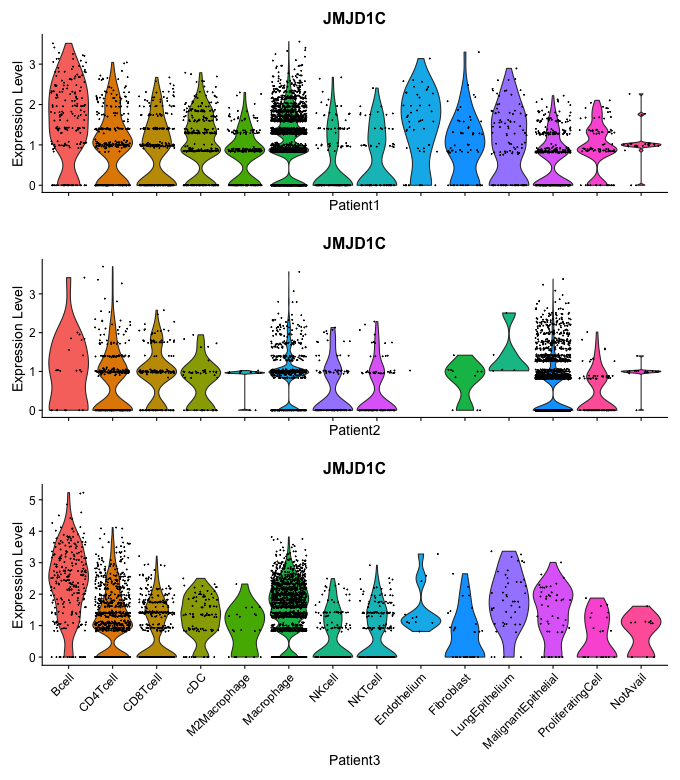 JMJD1C
Expression Level
3
2
1
0
Patient1
JMJD1C
Expression Level
3
2
1
0
Patient2
JMJD1C
Expression Level
5
4
3
2
1
0
Bcell
CD4Tcell
CD8Tcell
cDC
M2Macrophage
Macrophage
NKcell
NKTcell
Endothelium
Fibroblast
LungEpithelium
MalignantEpithelial
ProliferatingCell
NotAvail
Patient3